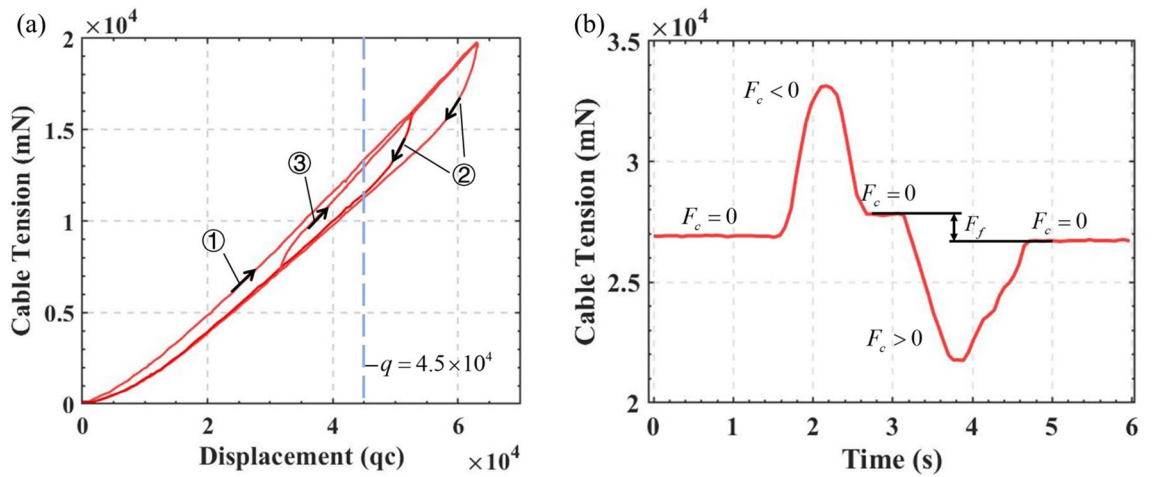 (a)
×10⁴
2
1.5
1
0.5
0
Cable Tension (mN)
①
③
②
q = 4.5×10⁴
0 2 4 6
Displacement (qc)
×10⁴
(b)
×10⁴
3.5
3
2.5
2
Cable Tension (mN)
F_c < 0
F_c = 0
F_c = 0
F_f
F_c = 0
F_c > 0
0 1 2 3 4 5 6
Time (s)